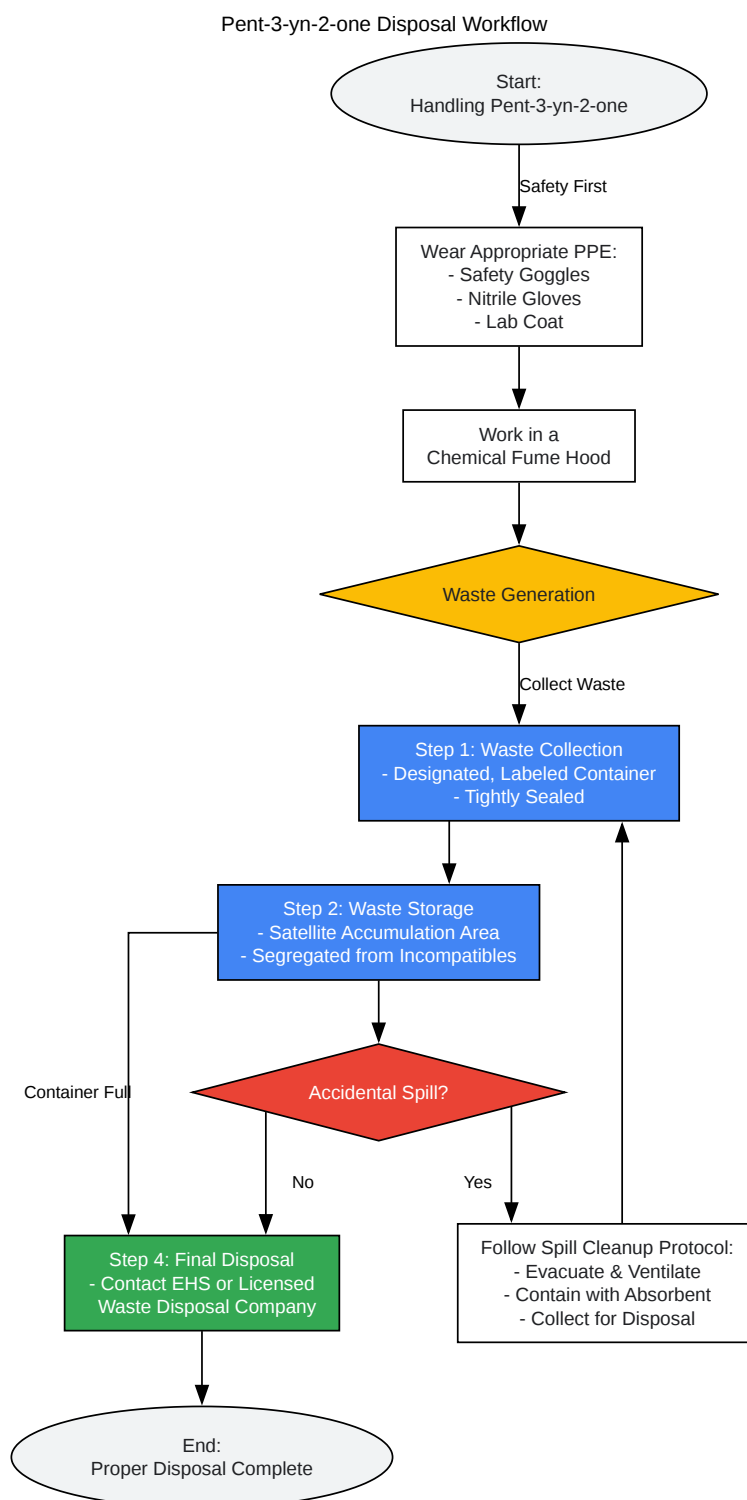 Pent-3-yn-2-one Disposal Workflow
Start:
Handling Pent-3-yn-2-one
Safety First
Wear Appropriate PPE:
- Safety Goggles
- Nitrile Gloves
- Lab Coat
Work in a
Chemical Fume Hood
Waste Generation
Collect Waste
Step 1: Waste Collection
- Designated, Labeled Container
- Tightly Sealed
Step 2: Waste Storage
- Satellite Accumulation Area
- Segregated from Incompatibles
Container Full
Accidental Spill?
No
Yes
Step 4: Final Disposal
- Contact EHS or Licensed
Waste Disposal Company
Follow Spill Cleanup Protocol:
- Evacuate & Ventilate
- Contain with Absorbent
- Collect for Disposal
End:
Proper Disposal Complete